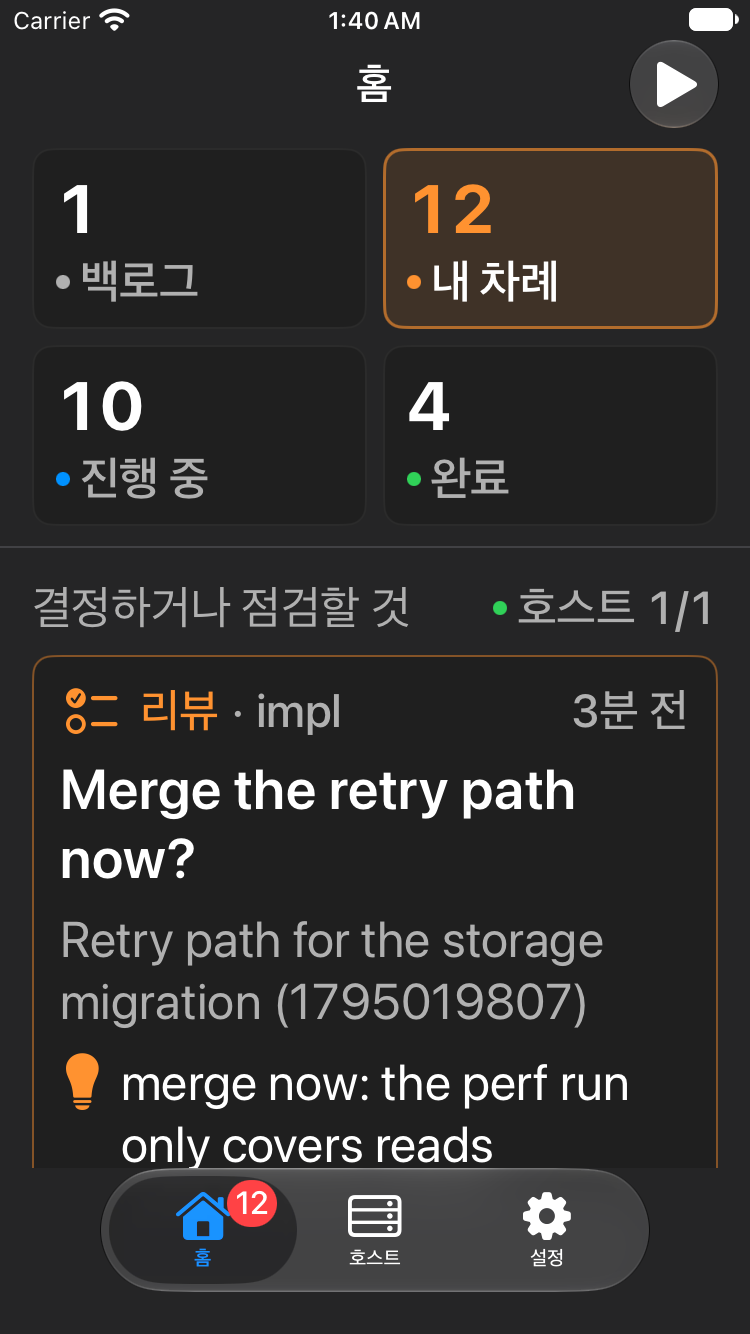 Carrier 1:40 AM
홈
1
백로그
12
내 차례
10
진행 중
4
완료
결정하거나 점검할 것
호스트 1/1
리뷰 · impl
3분 전
Merge the retry path
now?
Retry path for the storage
migration (1795019807)
merge now: the perf run
only covers reads
12
홈
호스트
설정